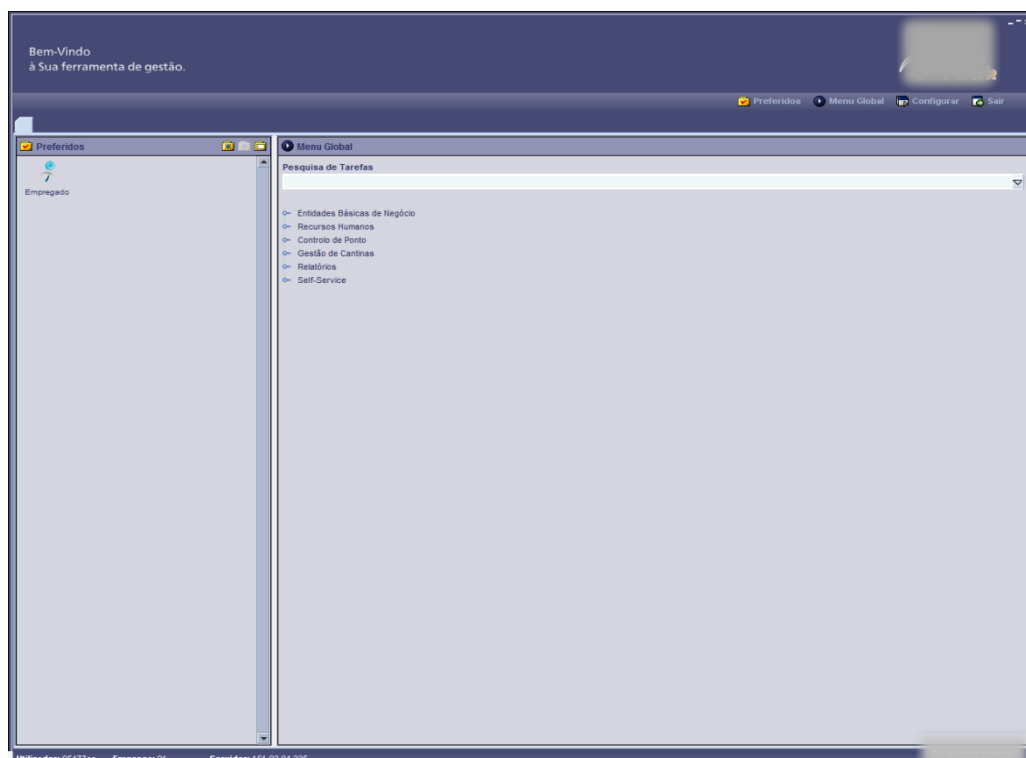 Bem-Vindo
à Sua ferramenta de gestão.
Preferidos Menu Global Configurar Sair
Preferidos
Empregado
Menu Global
Pesquisa de Tarefas
Entidades Básicas de Negócio
Recursos Humanos
Controlo de Ponto
Gestão de Cantinas
Relatórios
Self-Service